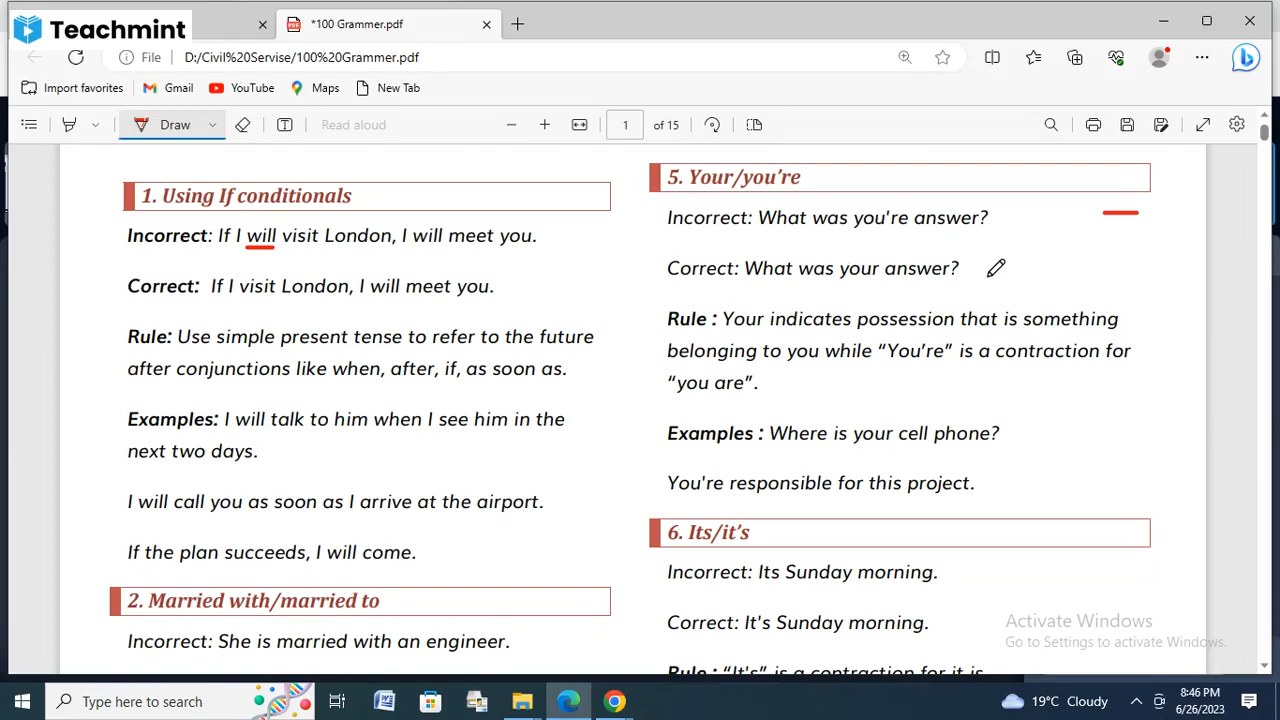 Teachmint
*100 Grammer.pdf
File
D:/Civil%20Servise/100%20Grammer.pdf
Import favorites
Gmail
YouTube
Maps
New Tab
Draw
Read aloud
1
of 15
1. Using If conditionals
Incorrect: If I will visit London, I will meet you.
Correct: If I visit London, I will meet you.
Rule: Use simple present tense to refer to the future
after conjunctions like when, after, if, as soon as.
Examples: I will talk to him when I see him in the
next two days.
I will call you as soon as I arrive at the airport.
If the plan succeeds, I will come.
2. Married with/married to
Incorrect: She is married with an engineer.
5. Your/you're
Incorrect: What was you're answer?
Correct: What was your answer?
Rule : Your indicates possession that is something
belonging to you while “You're” is a contraction for
“you are”.
Examples : Where is your cell phone?
You're responsible for this project.
6. Its/it's
Incorrect: Its Sunday morning.
Correct: It's Sunday morning.
Rule : “It's” is a contraction for it is
Activate Windows
Go to Settings to activate Windows.
Type here to search
19°C Cloudy
8:46 PM
6/26/2023